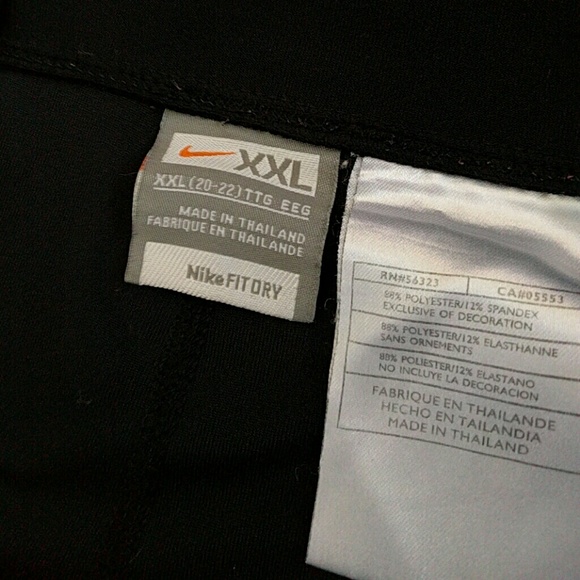 XXL
XXL (20-22) TTG EEG
MADE IN THAILAND
FABRIQUE EN THAILANDE
Nike FIT DRY
RN#56323 CA#05553
88% POLYESTER/12% SPANDEX
EXCLUSIVE OF DECORATION
88% POLYESTER/12% ELASTHANNE
SANS ORNEMENTS
88% POLIESTER/12% ELASTANO
NO INCLUYE LA DECORACION
FABRIQUE EN THAILANDE
HECHO EN TAILANDIA
MADE IN THAILAND